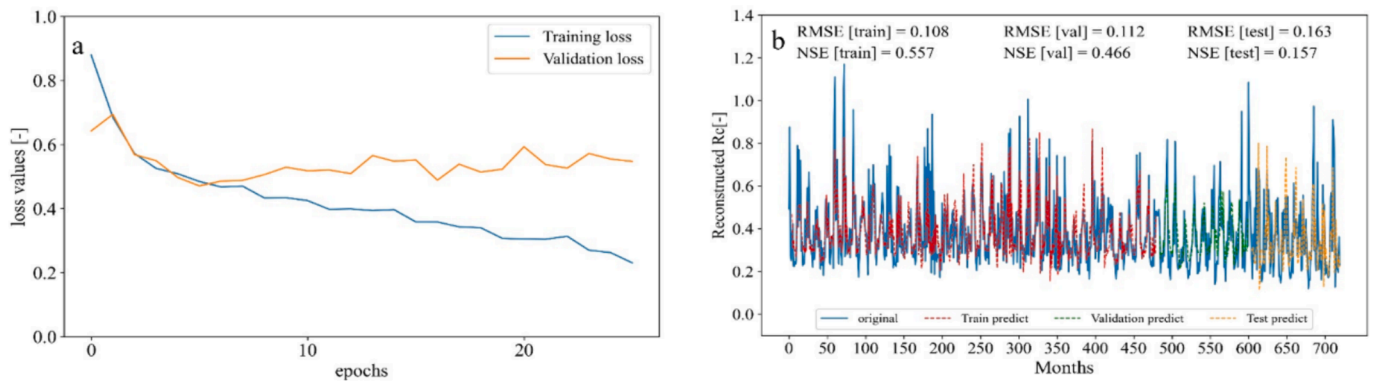 a
Training loss
Validation loss
1.0
0.8
0.6
0.4
0.2
0.0
loss values [-]
0 10 20
epochs
b
RMSE [train] = 0.108 RMSE [val] = 0.112 RMSE [test] = 0.163
NSE [train] = 0.557 NSE [val] = 0.466 NSE [test] = 0.157
1.4
1.2
1.0
0.8
0.6
0.4
0.2
0.0
Reconstructed Rc[-]
original Train predict Validation predict Test predict
0 50 100 150 200 250 300 350 400 450 500 550 600 650 700
Months